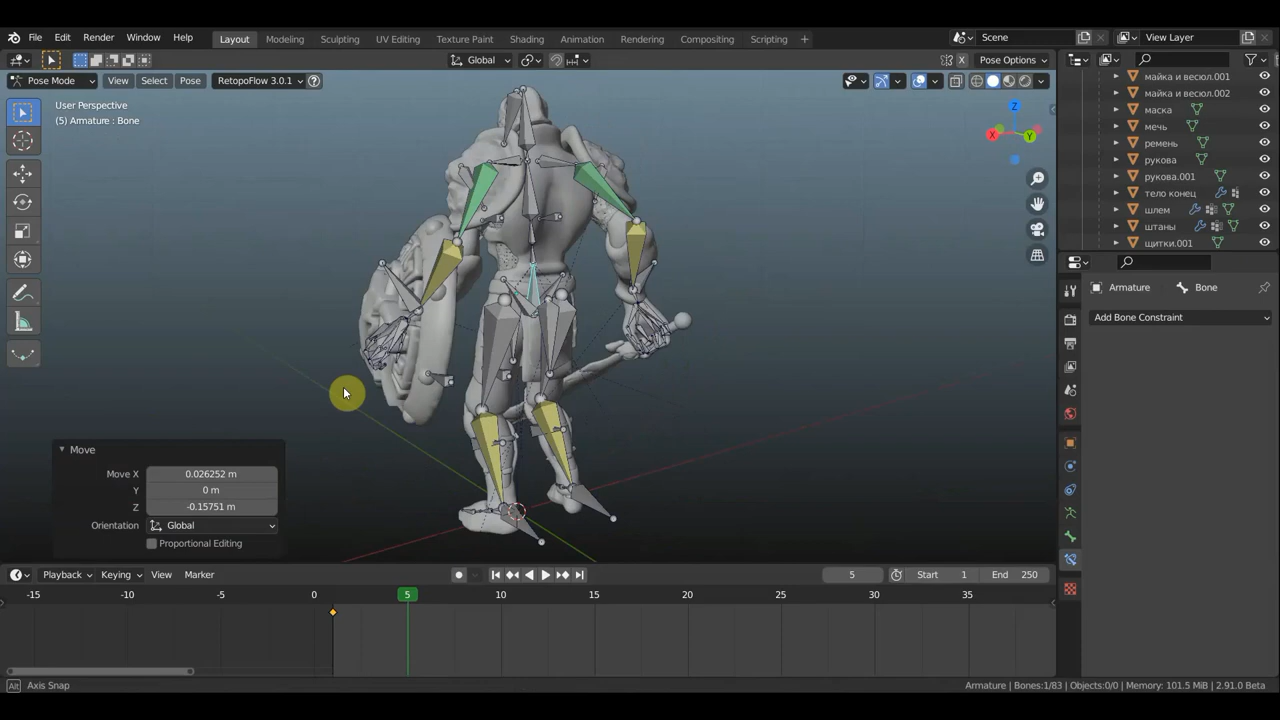 File Edit Render Window Help Layout Modeling Sculpting UV Editing Texture Paint Shading Animation Rendering Compositing Scripting + Scene View Layer
Global Pose Options
Pose Mode View Select Pose RetopoFlow 3.0.1
User Perspective
(5) Armature : Bone
X Y Z
майка и весюл.001
майка и весюл.002
маска
мечь
ремень
рукова
рукова.001
тело конец
шлем
штаны
щитки.001
Armature Bone
Add Bone Constraint
Move
Move X 0.026252 m
Y 0 m
Z -0.15751 m
Orientation Global
Proportional Editing
Playback Keying View Marker 5 Start 1 End 250
-15 -10 -5 0 5 10 15 20 25 30 35
Alt Axis Snap Armature | Bones:1/83 | Objects:0/0 | Memory: 101.5 MiB | 2.91.0 Beta